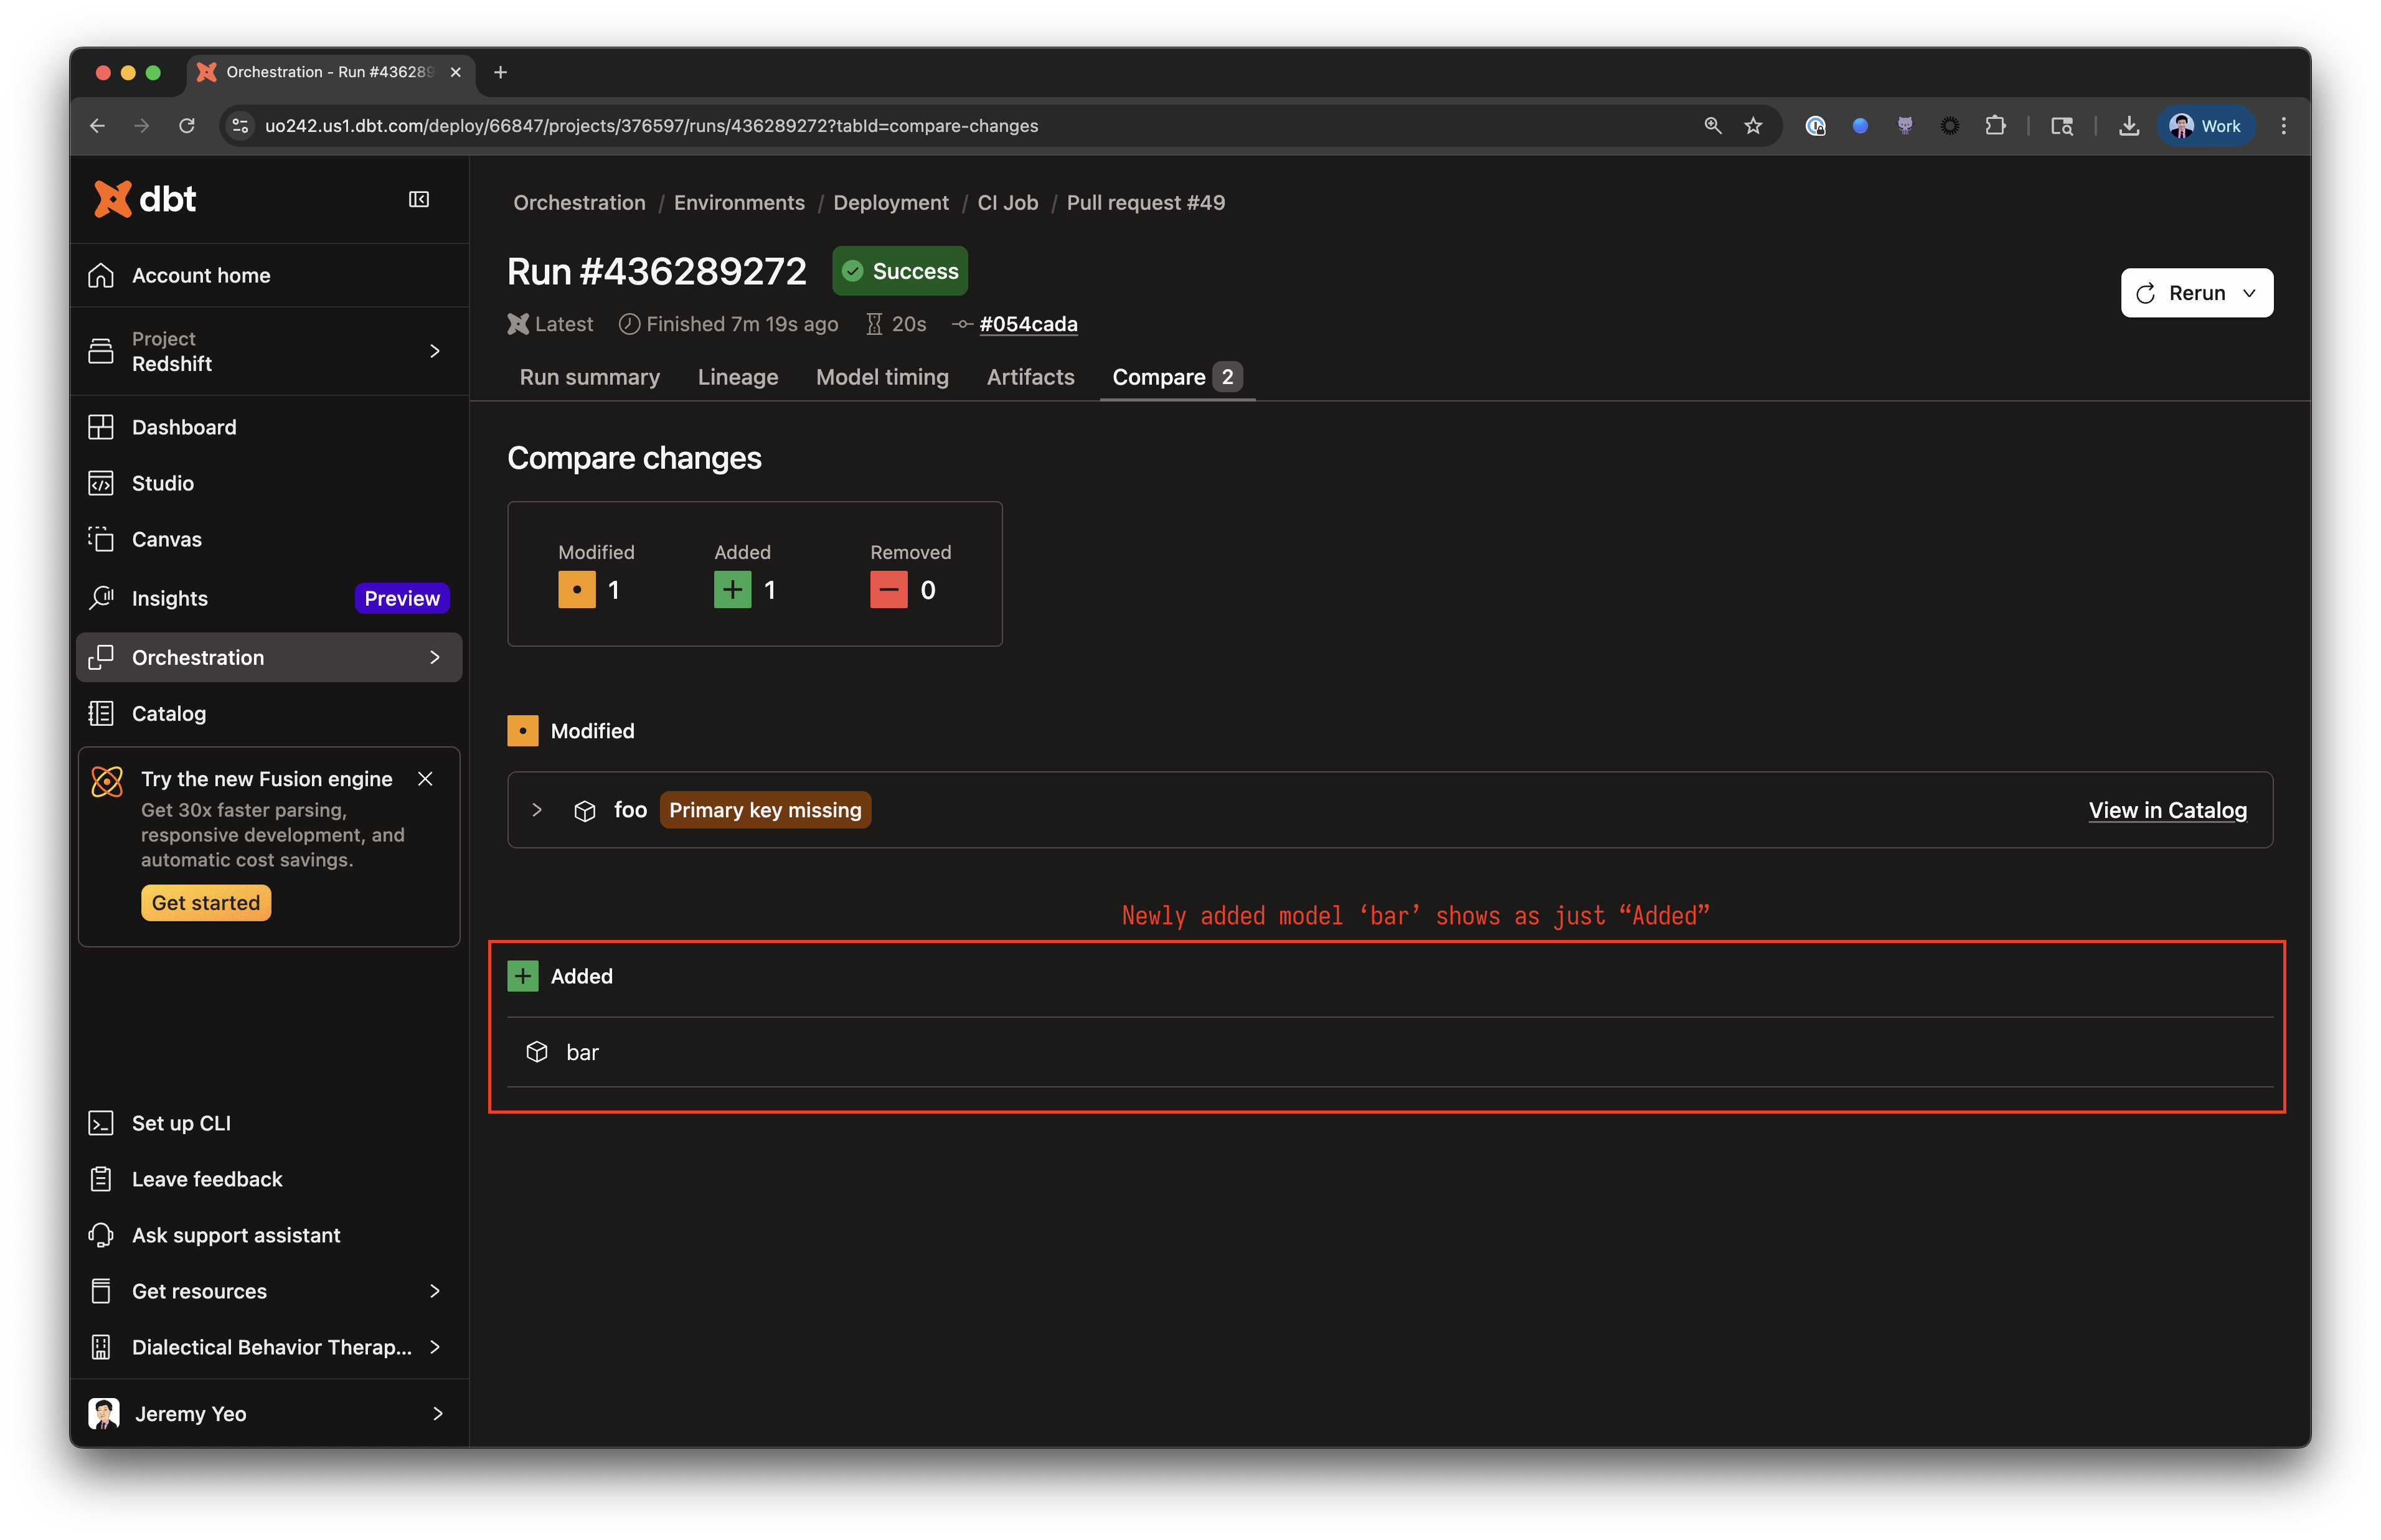 Orchestration - Run #436289
uo242.us1.dbt.com/deploy/66847/projects/376597/runs/436289272?tabId=compare-changes
Work
dbt
Account home
Project
Redshift
Dashboard
Studio
Canvas
Insights Preview
Orchestration
Catalog
Try the new Fusion engine
Get 30x faster parsing,
responsive development, and
automatic cost savings.
Get started
Set up CLI
Leave feedback
Ask support assistant
Get resources
Dialectical Behavior Therap...
Jeremy Yeo
Orchestration / Environments / Deployment / CI Job / Pull request #49
Run #436289272 Success
Rerun
Latest Finished 7m 19s ago 20s #054cada
Run summary Lineage Model timing Artifacts Compare 2
Compare changes
Modified Added Removed
1 1 0
Modified
foo Primary key missing View in Catalog
Newly added model ‘bar’ shows as just “Added”
Added
bar